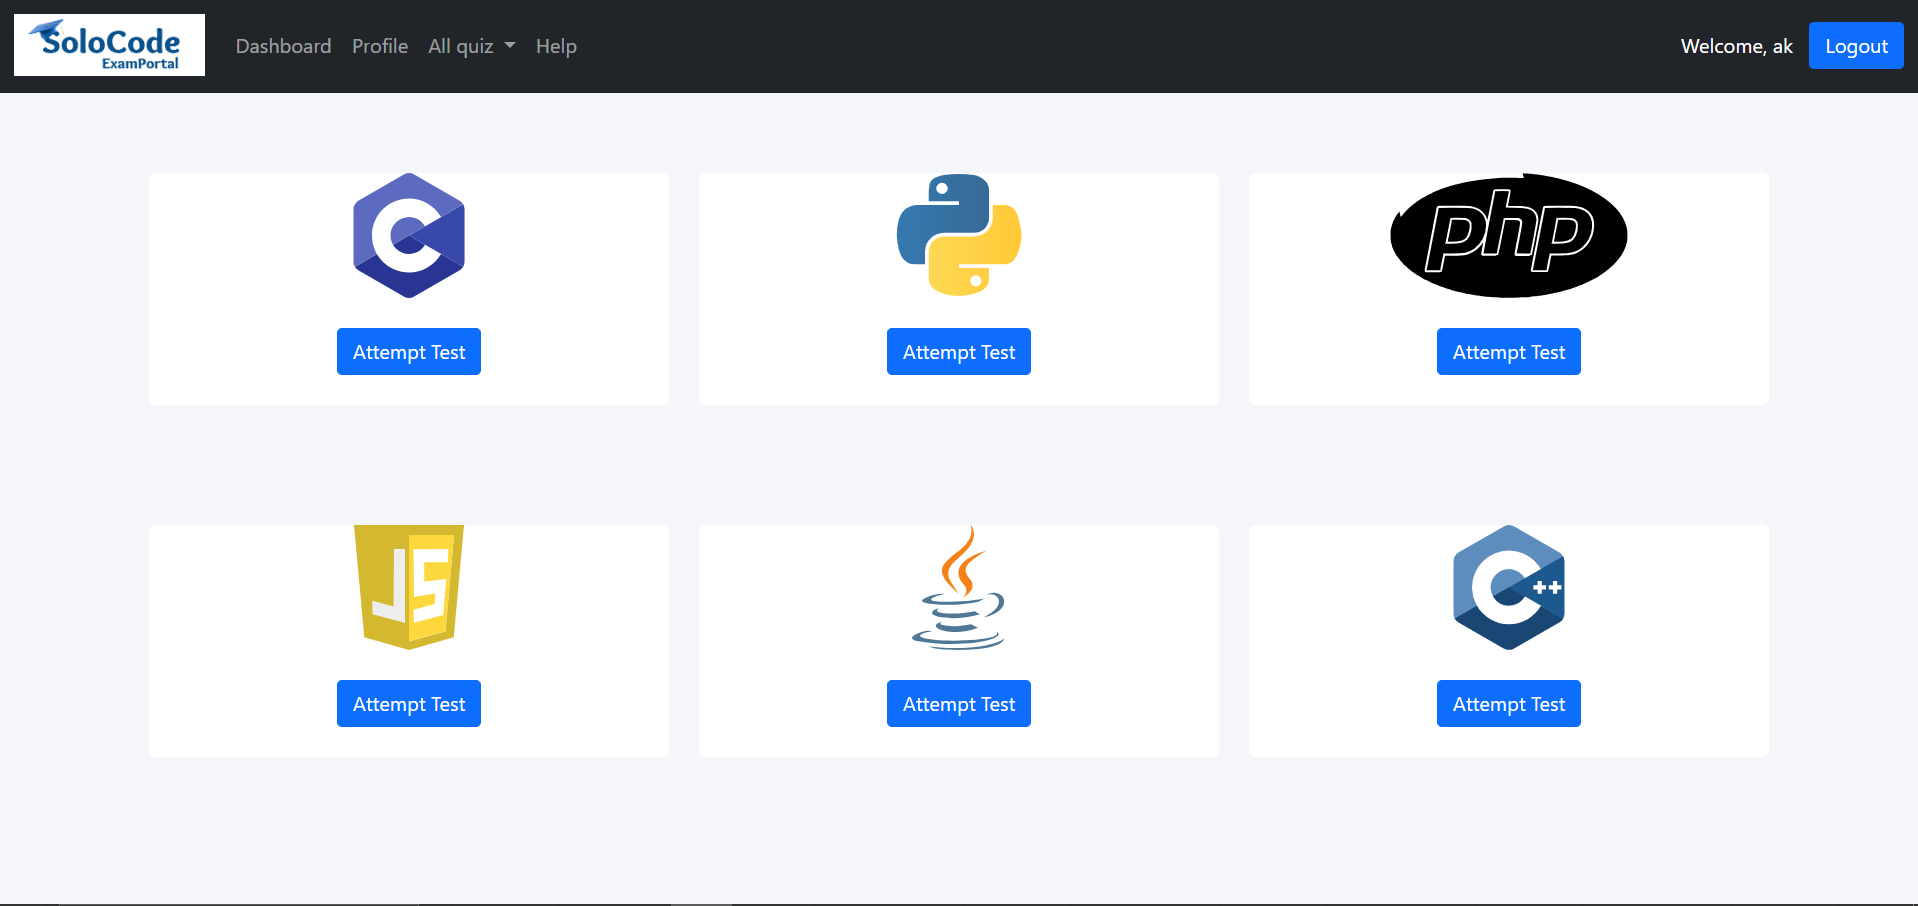 SoloCode
ExamPortal
Dashboard Profile All quiz Help
Welcome, ak Logout
C
php
Attempt Test Attempt Test Attempt Test
JS
C++
Attempt Test Attempt Test Attempt Test